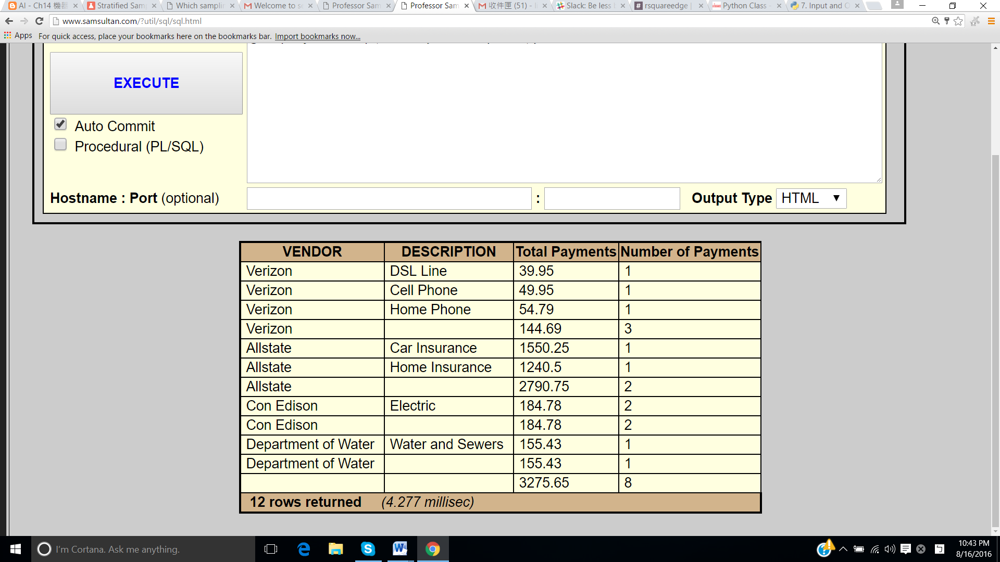 AI - Ch14 機器 Stratified Sam Which samplin Welcome to s Professor Sam Professor Sam 收件匣 (51) - Slack: Be less rsquareedge | Python Class - 7. Input and O
www.samsultan.com/?util/sql/sql.html
Apps For quick access, place your bookmarks here on the bookmarks bar. Import bookmarks now...
EXECUTE
Auto Commit
Procedural (PL/SQL)
Hostname : Port (optional) : Output Type HTML
VENDOR DESCRIPTION Total Payments Number of Payments
Verizon DSL Line 39.95 1
Verizon Cell Phone 49.95 1
Verizon Home Phone 54.79 1
Verizon 144.69 3
Allstate Car Insurance 1550.25 1
Allstate Home Insurance 1240.5 1
Allstate 2790.75 2
Con Edison Electric 184.78 2
Con Edison 184.78 2
Department of Water Water and Sewers 155.43 1
Department of Water 155.43 1
3275.65 8
12 rows returned (4.277 millisec)
I'm Cortana. Ask me anything.
10:43 PM
8/16/2016